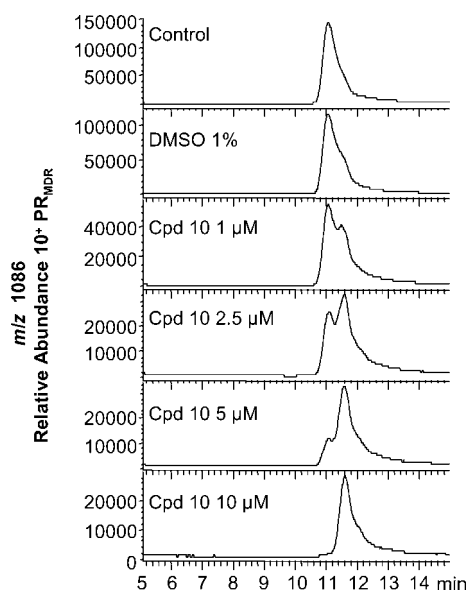 m/z 1086
Relative Abundance 10⁺ PR_MDR
150000
100000
50000
Control
100000
50000
DMSO 1%
40000
20000
Cpd 10 1 µM
20000
10000
Cpd 10 2.5 µM
20000
10000
Cpd 10 5 µM
20000
10000
0
Cpd 10 10 µM
5 6 7 8 9 10 11 12 13 14 min